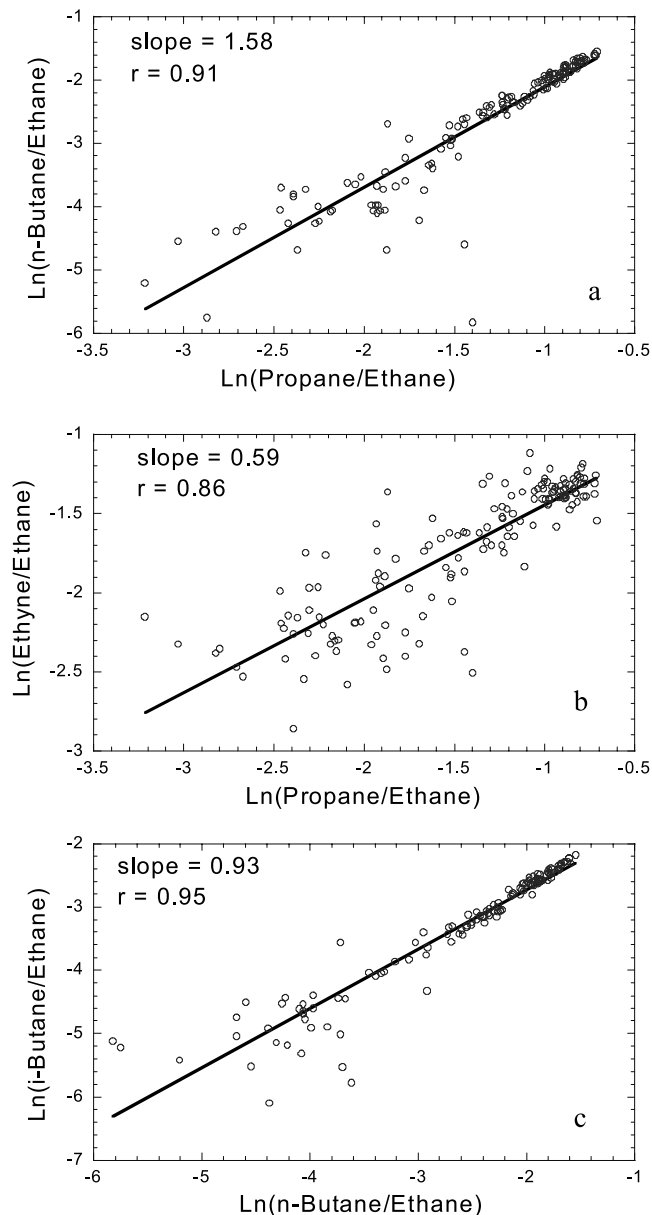 -1
slope = 1.58
r = 0.91
-2
-3
Ln(n-Butane/Ethane)
-4
-5
a
-6
-3.5 -3 -2.5 -2 -1.5 -1 -0.5
Ln(Propane/Ethane)
-1
slope = 0.59
r = 0.86
-1.5
Ln(Ethyne/Ethane)
-2
-2.5
b
-3
-3.5 -3 -2.5 -2 -1.5 -1 -0.5
Ln(Propane/Ethane)
-2
slope = 0.93
r = 0.95
-3
-4
Ln(i-Butane/Ethane)
-5
-6
c
-7
-6 -5 -4 -3 -2 -1
Ln(n-Butane/Ethane)